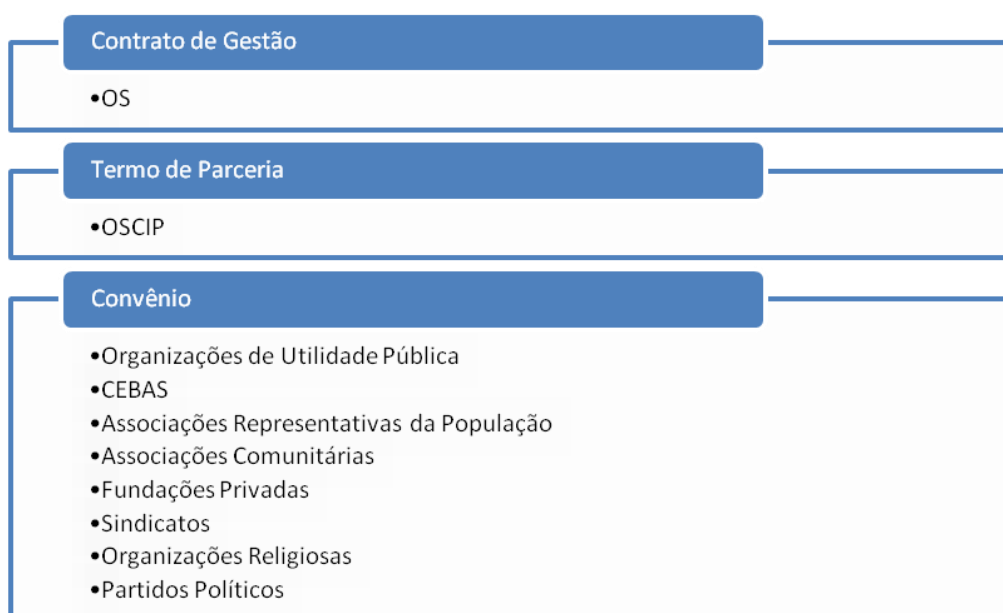 Contrato de Gestão
•OS
Termo de Parceria
•OSCIP
Convênio
•Organizações de Utilidade Pública
•CEBAS
•Associações Representativas da População
•Associações Comunitárias
•Fundações Privadas
•Sindicatos
•Organizações Religiosas
•Partidos Políticos